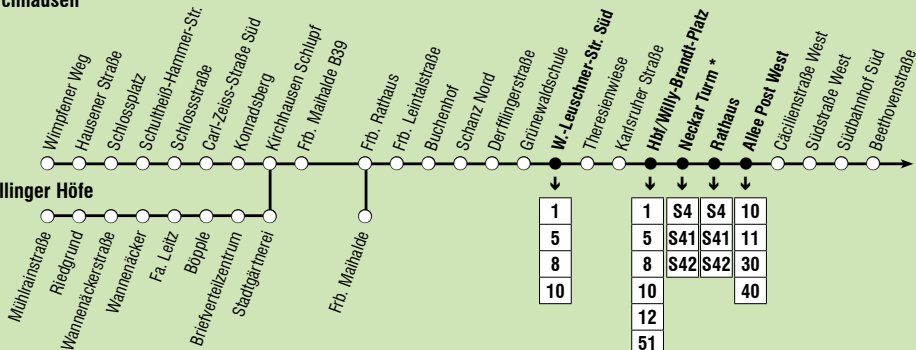 Wimpfener Weg
Hausener Straße
Schlossplatz
Schultheiß-Hammer-Str.
Schlossstraße
Carl-Zeiss-Straße Süd
Konradsberg
Kirchhausen Schlupf
Frb. Maihalde B39
Frb. Rathaus
Frb. Leintalstraße
Buchenhof
Schanz Nord
Derfflingerstraße
Grünewaldschule
W.-Leuschner-Str. Süd
Theresienwiese
Karlsruher Straße
Hbf/Willy-Brandt-Platz
Neckar Turm *
Rathaus
Allee Post West
Cäcilienstraße West
Südstraße West
Südbahnhof Süd
Beethovenstraße
llinger Höfe
Mühlrainstraße
Riedgrund
Wannenäckerstraße
Wannenäcker
Fa. Leitz
Böpple
Briefverteilzentrum
Stadtgärtnerei
Frb. Maihalde
1
5
8
10
1
5
8
10
12
51
S4
S41
S42
S4
S41
S42
10
11
30
40